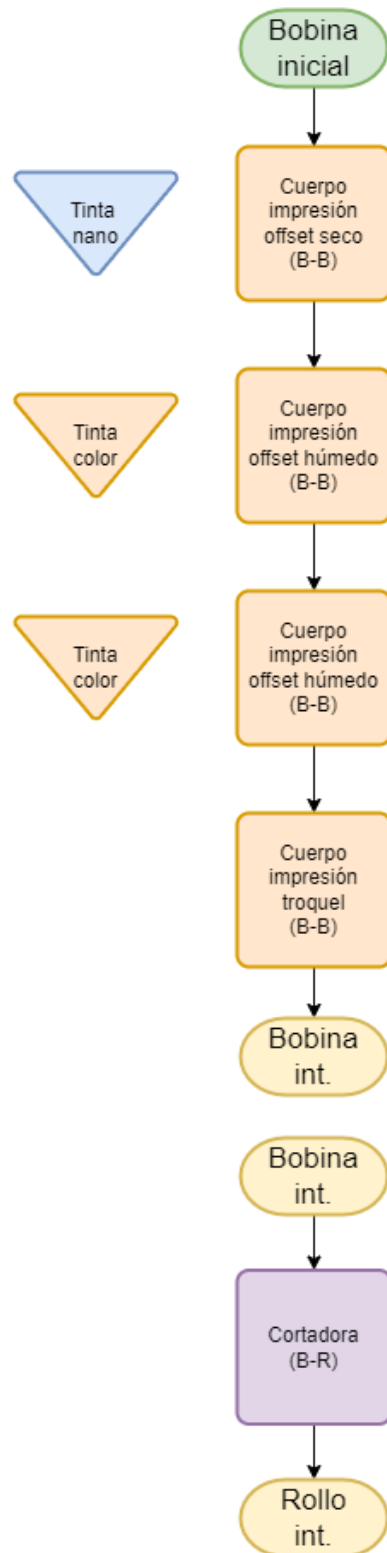 Bobina
inicial
Tinta
nano
Cuerpo
impresión
offset seco
(B-B)
Tinta
color
Cuerpo
impresión
offset húmedo
(B-B)
Tinta
color
Cuerpo
impresión
offset húmedo
(B-B)
Cuerpo
impresión
troquel
(B-B)
Bobina
int.
Bobina
int.
Cortadora
(B-R)
Rollo
int.